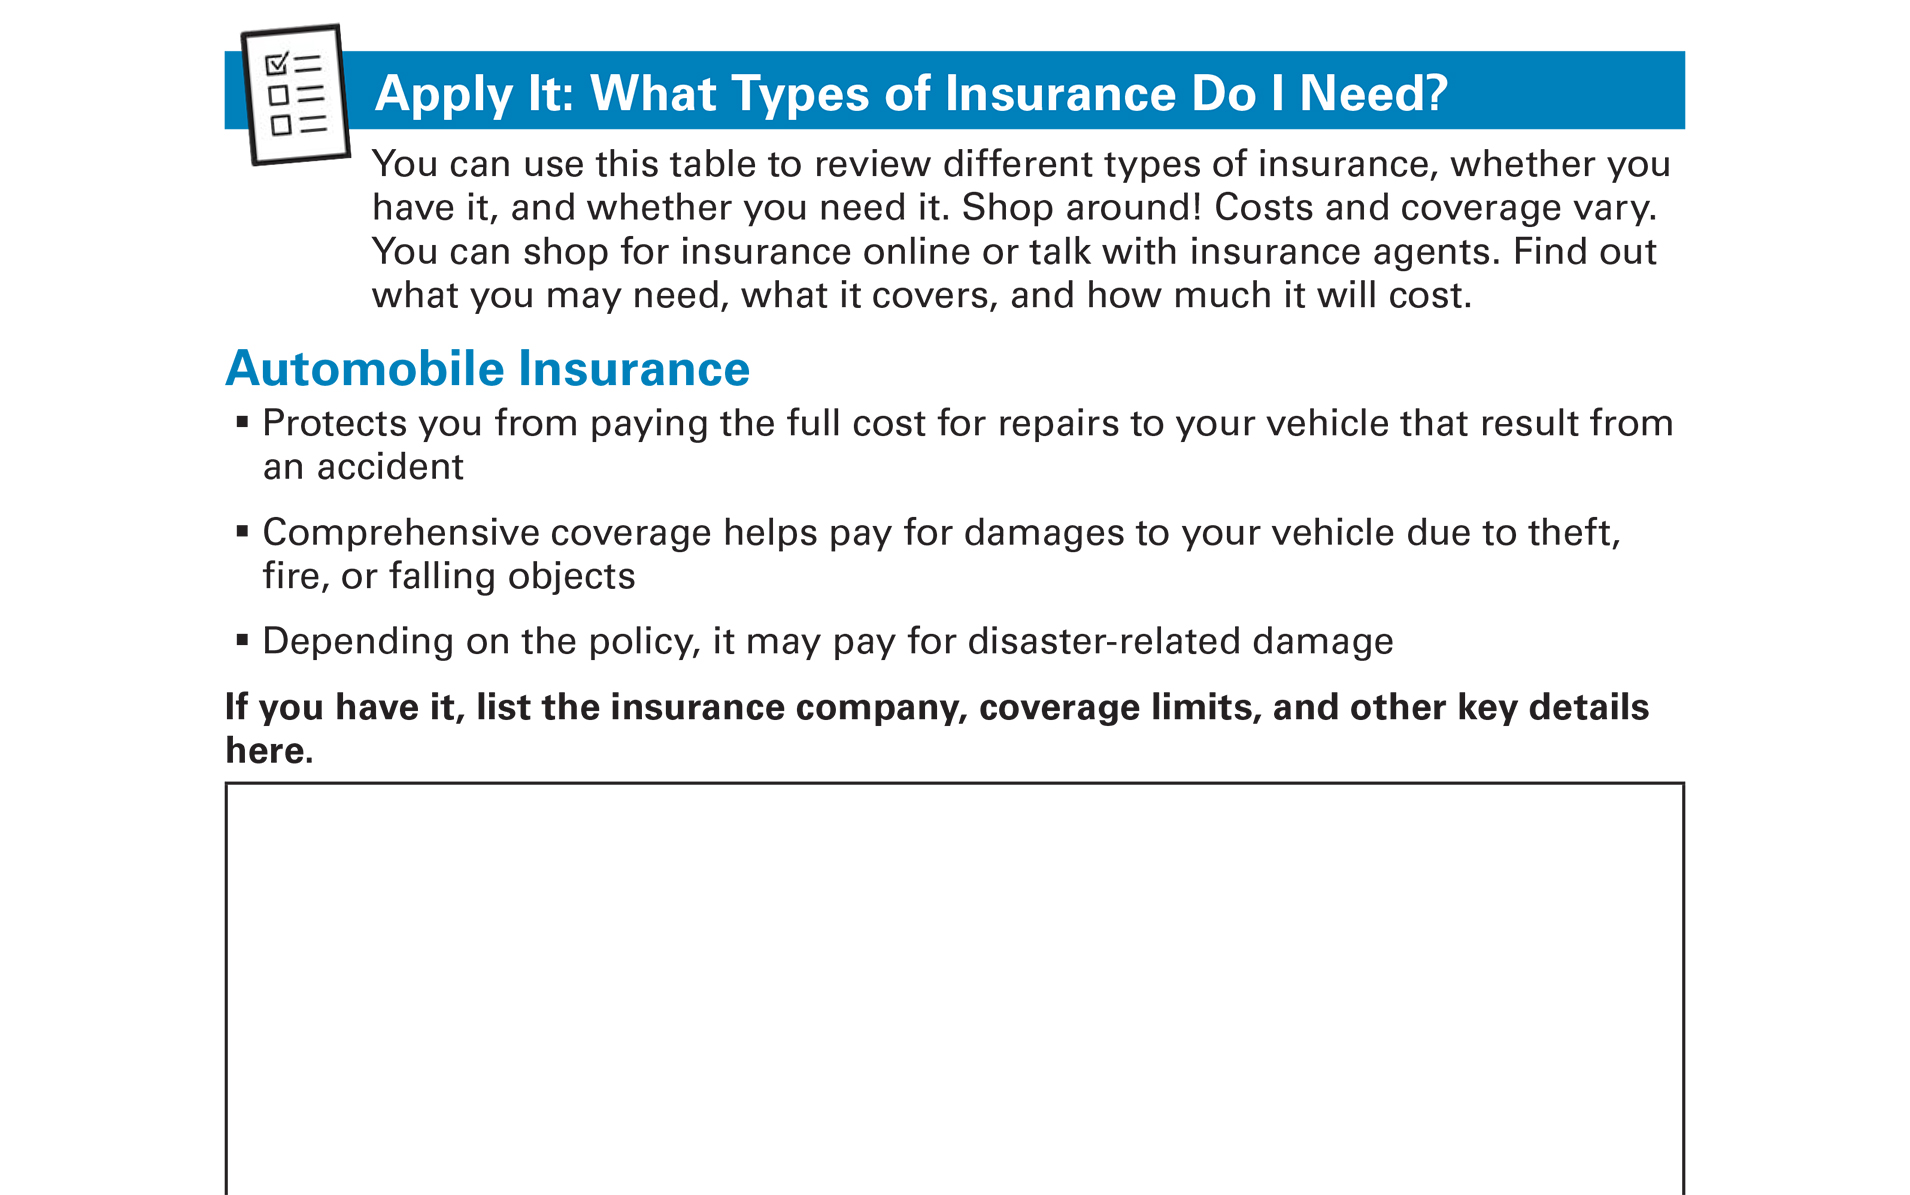 Apply It: What Types of Insurance Do I Need?
You can use this table to review different types of insurance, whether you
have it, and whether you need it. Shop around! Costs and coverage vary.
You can shop for insurance online or talk with insurance agents. Find out
what you may need, what it covers, and how much it will cost.
Automobile Insurance
▪ Protects you from paying the full cost for repairs to your vehicle that result from
an accident
▪ Comprehensive coverage helps pay for damages to your vehicle due to theft,
fire, or falling objects
▪ Depending on the policy, it may pay for disaster-related damage
If you have it, list the insurance company, coverage limits, and other key details
here.